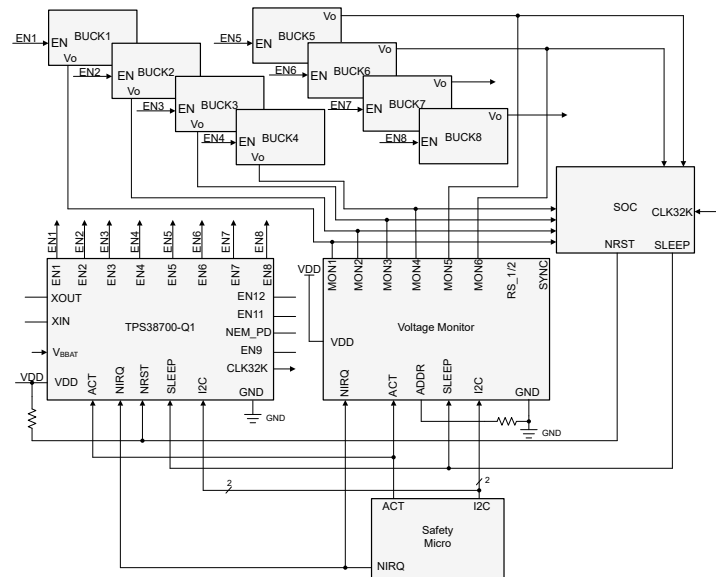 Vo
Vo
EN1
EN
BUCK1
Vo
EN2
EN
BUCK2
Vo
EN3
EN
BUCK3
Vo
EN4
EN
BUCK4
Vo
EN5
EN
BUCK5
EN6
EN
BUCK6
Vo
EN7
EN
BUCK7
Vo
EN8
EN
BUCK8
SOC
CLK32K
NRST
SLEEP
EN1
EN2
EN3
EN4
EN5
EN6
EN7
EN8
EN1
EN2
EN3
EN4
EN5
EN6
EN7
EN8
XOUT
XIN
VBBAT
VDD
VDD
TPS38700-Q1
EN12
EN11
NEM_PD
EN9
CLK32K
GND
GND
ACT
NIRQ
NRST
SLEEP
I2C
MON1
MON2
MON3
MON4
MON5
MON6
RS_1/2
SYNC
VDD
VDD
Voltage Monitor
NIRQ
ACT
ADDR
SLEEP
I2C
GND
GND
2
2
ACT
I2C
Safety
Micro
NIRQ